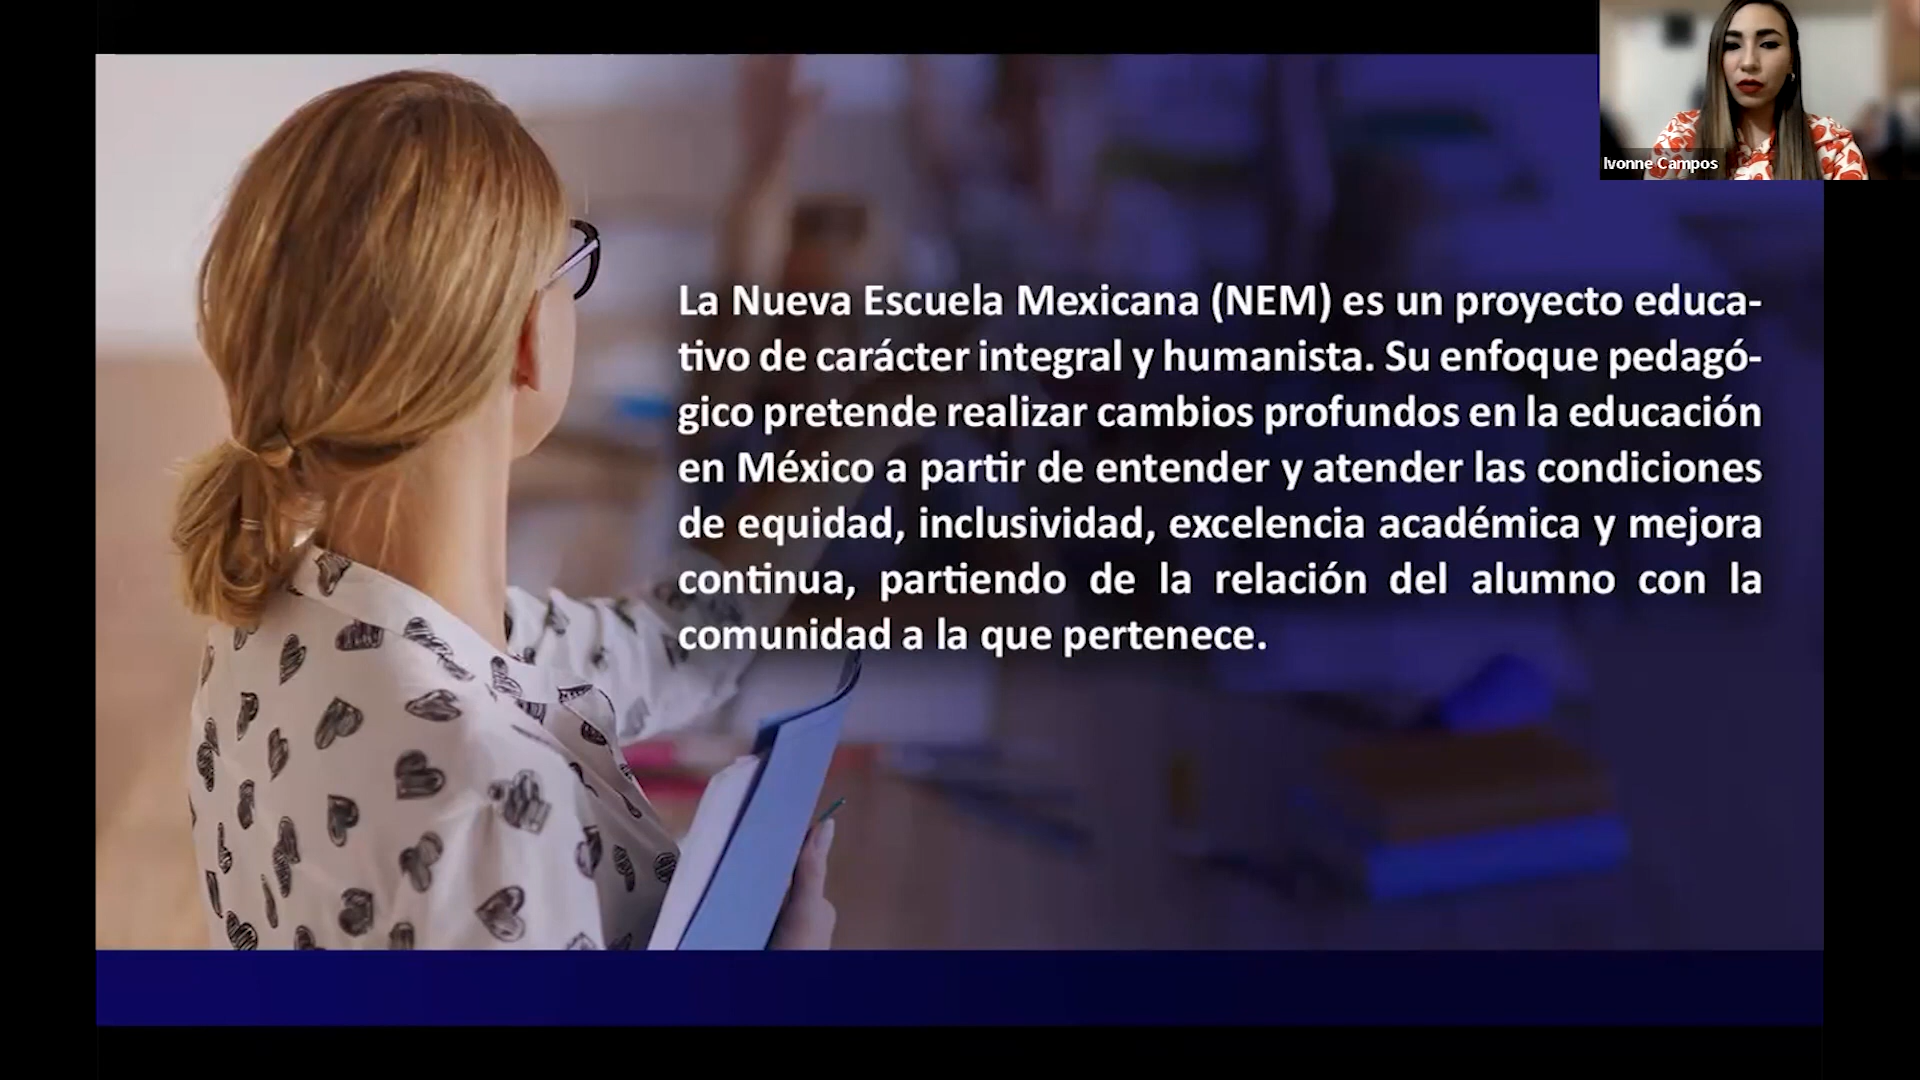 Ivonne Campos
La Nueva Escuela Mexicana (NEM) es un proyecto educa-
tivo de carácter integral y humanista. Su enfoque pedagó-
gico pretende realizar cambios profundos en la educación
en México a partir de entender y atender las condiciones
de equidad, inclusividad, excelencia académica y mejora
continua, partiendo de la relación del alumno con la
comunidad a la que pertenece.